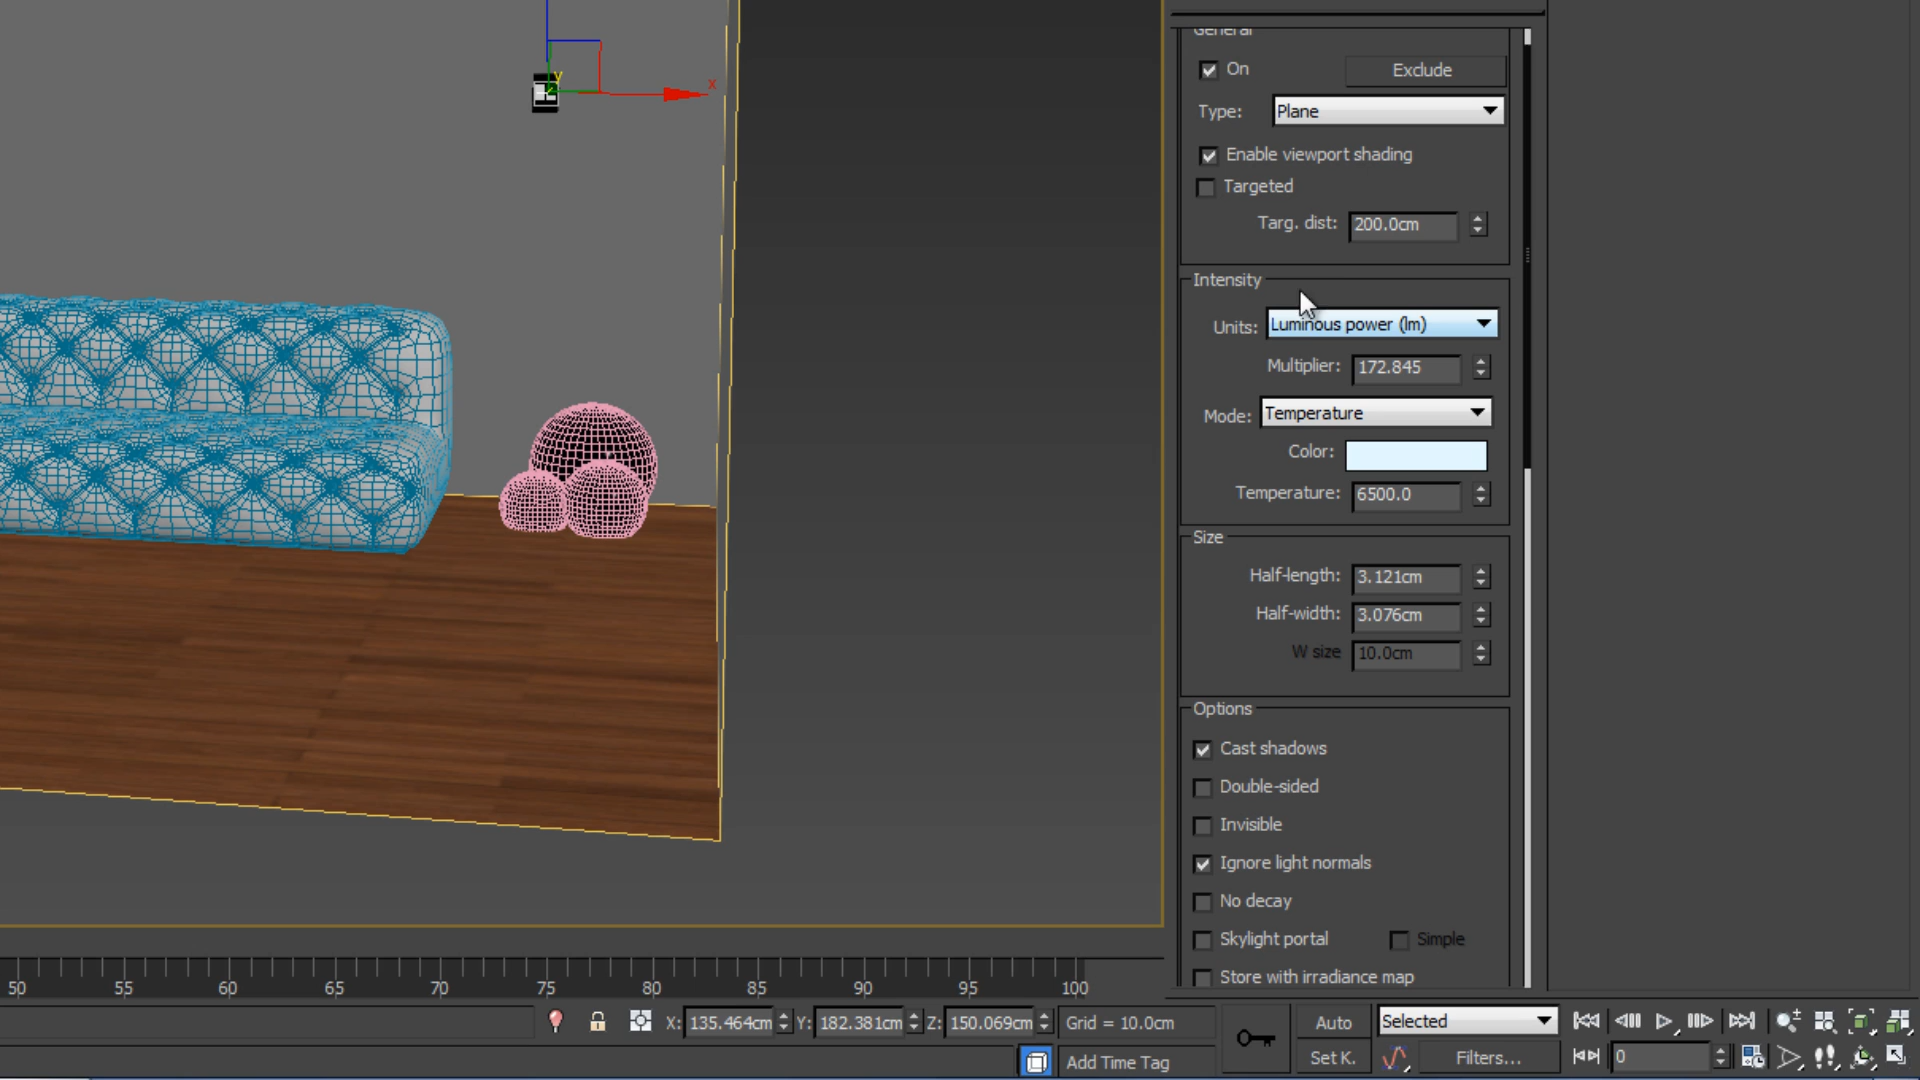 General
On
Exclude
Type: Plane
Enable viewport shading
Targeted
Targ. dist: 200.0cm
Intensity
Units: Luminous power (lm)
Multiplier: 172.845
Mode: Temperature
Color:
Temperature: 6500.0
Size
Half-length: 3.121cm
Half-width: 3.076cm
W size 10.0cm
Options
Cast shadows
Double-sided
Invisible
Ignore light normals
No decay
Skylight portal Simple
Store with irradiance map
x
y
50 55 60 65 70 75 80 85 90 95 100
X: 135.464cm Y: 182.381cm Z: 150.069cm Grid = 10.0cm Auto Selected
Add Time Tag Set K. Filters... 0